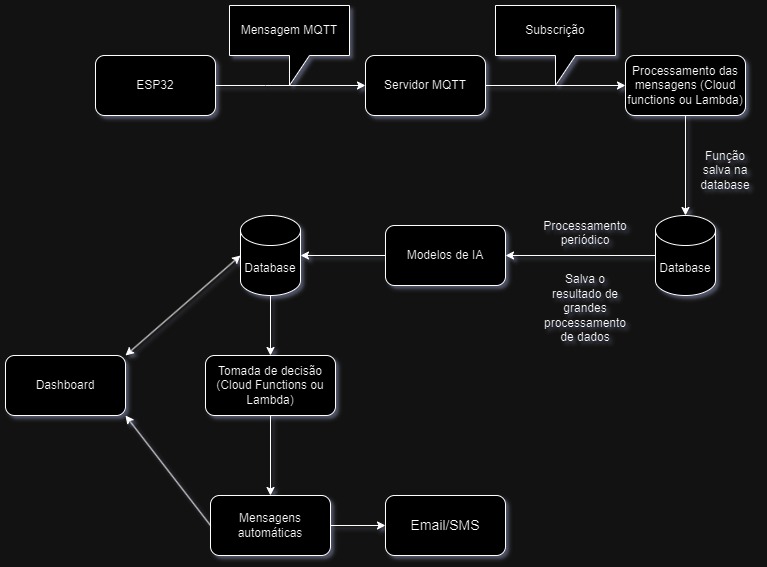 Mensagem MQTT
Subscrição
ESP32
Servidor MQTT
Processamento das
mensagens (Cloud
functions ou Lambda)
Função
salva na
database
Processamento
periódico
Database
Modelos de IA
Database
Salva o
resultado de
grandes
processamento
de dados
Dashboard
Tomada de decisão
(Cloud Functions ou
Lambda)
Mensagens
automáticas
Email/SMS